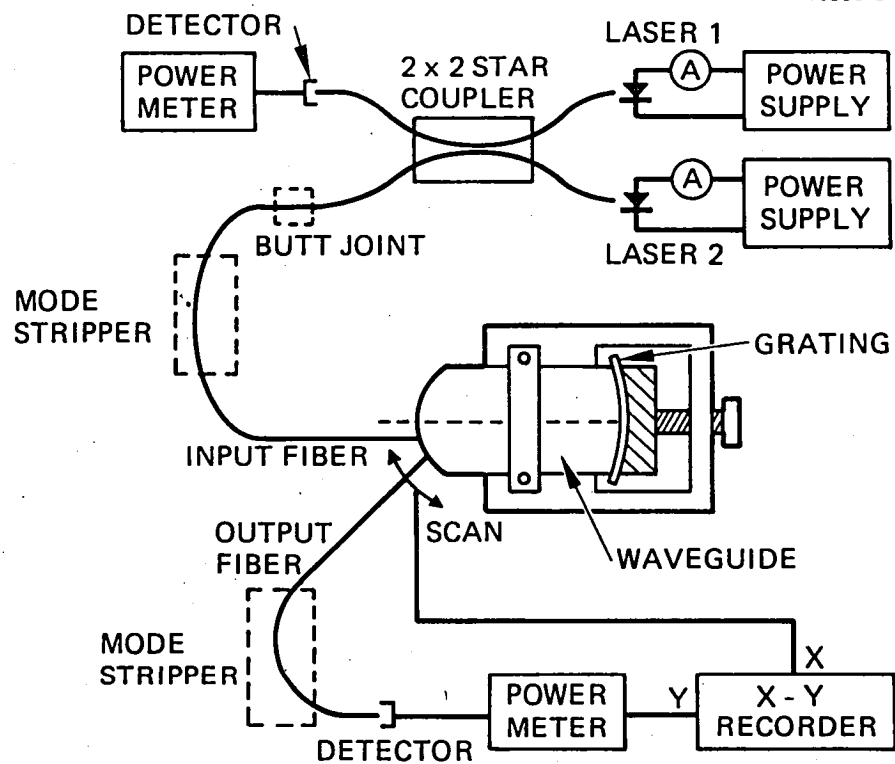 DETECTOR
POWER
METER
2 x 2 STAR
COUPLER
LASER 1
A
POWER
SUPPLY
A
POWER
SUPPLY
LASER 2
BUTT JOINT
MODE
STRIPPER
GRATING
INPUT FIBER
SCAN
OUTPUT
FIBER
WAVEGUIDE
MODE
STRIPPER
X
POWER
METER
Y
X - Y
RECORDER
DETECTOR